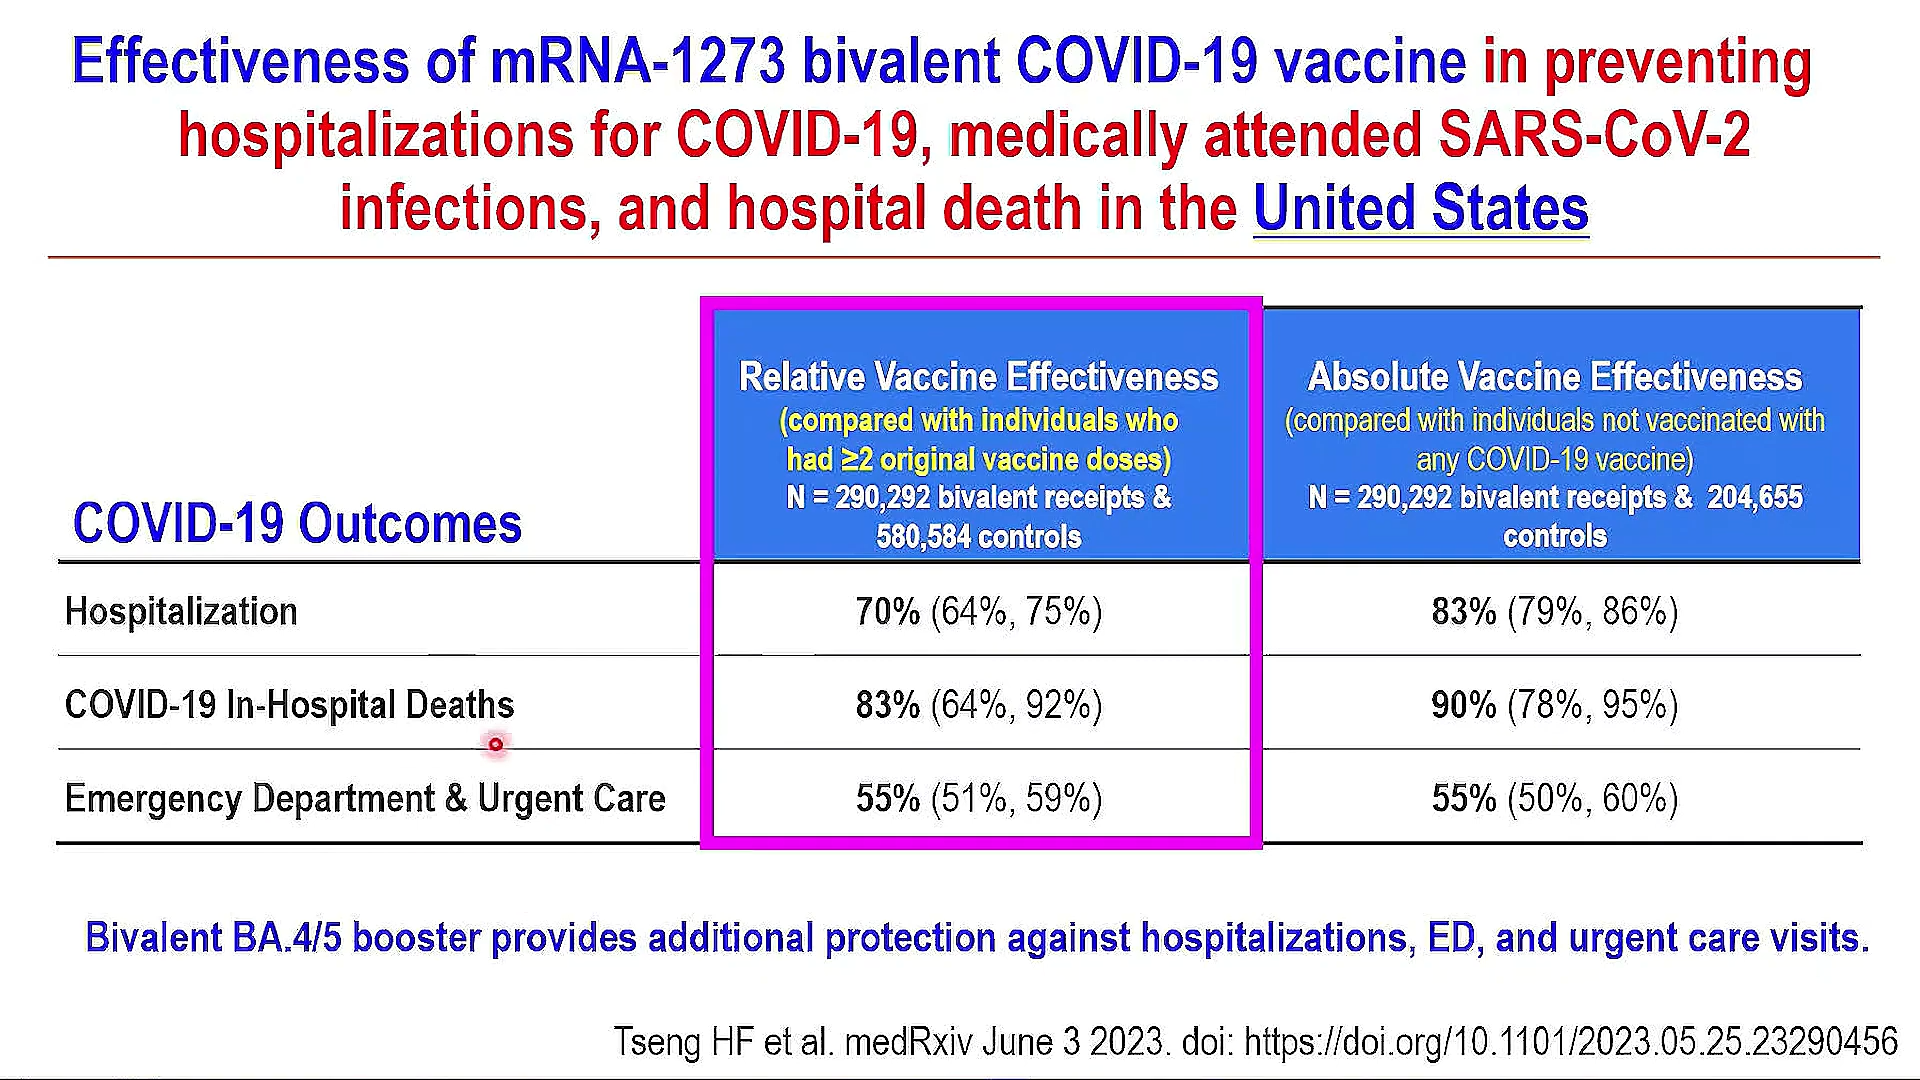 Effectiveness of mRNA-1273 bivalent COVID-19 vaccine in preventing
hospitalizations for COVID-19, medically attended SARS-CoV-2
infections, and hospital death in the United States
COVID-19 Outcomes
Relative Vaccine Effectiveness
(compared with individuals who
had ≥2 original vaccine doses)
N = 290,292 bivalent receipts &
580,584 controls
Absolute Vaccine Effectiveness
(compared with individuals not vaccinated with
any COVID-19 vaccine)
N = 290,292 bivalent receipts & 204,655
controls
Hospitalization 70% (64%, 75%) 83% (79%, 86%)
COVID-19 In-Hospital Deaths 83% (64%, 92%) 90% (78%, 95%)
Emergency Department & Urgent Care 55% (51%, 59%) 55% (50%, 60%)
Bivalent BA.4/5 booster provides additional protection against hospitalizations, ED, and urgent care visits.
Tseng HF et al. medRxiv June 3 2023. doi: https://doi.org/10.1101/2023.05.25.23290456